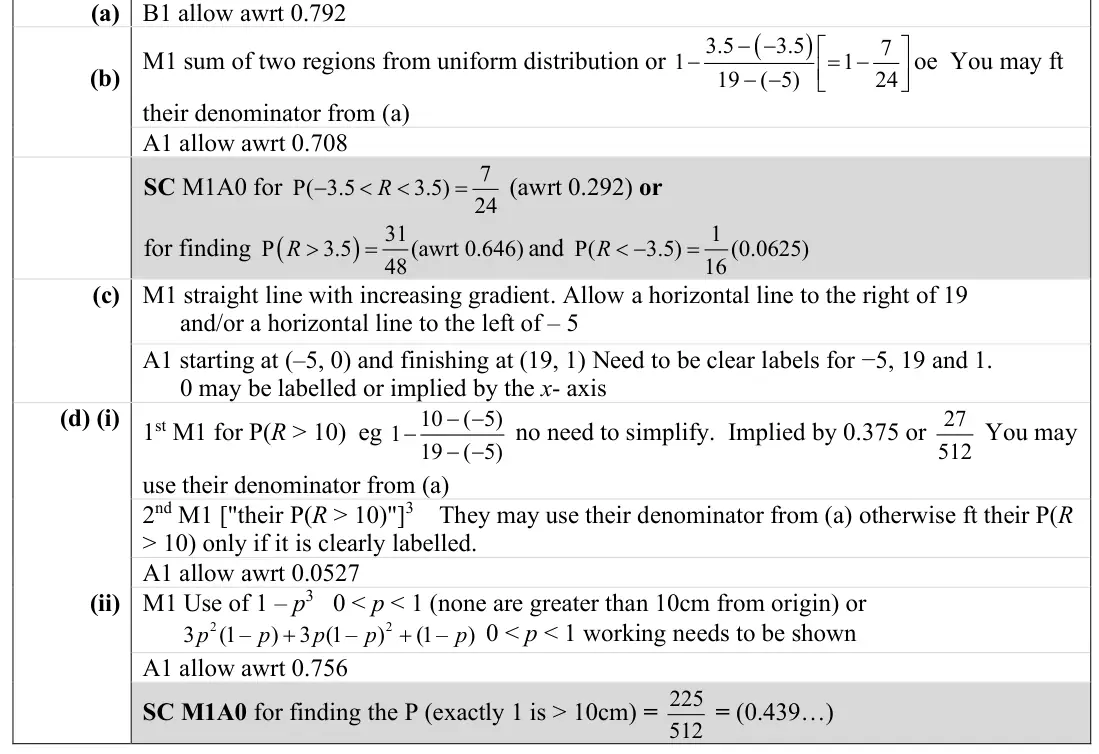 (a) B1 allow awrt 0.792
(b) M1 sum of two regions from uniform distribution or 1 − (3.5 − (−3.5))/(19 − (−5)) [= 1 − 7/24] oe You may ft
their denominator from (a)
A1 allow awrt 0.708
SC M1A0 for P(−3.5 < R < 3.5) = 7/24 (awrt 0.292) or
for finding P(R > 3.5) = 31/48 (awrt 0.646) and P(R < −3.5) = 1/16 (0.0625)
(c) M1 straight line with increasing gradient. Allow a horizontal line to the right of 19
and/or a horizontal line to the left of – 5
A1 starting at (–5, 0) and finishing at (19, 1) Need to be clear labels for −5, 19 and 1.
0 may be labelled or implied by the x- axis
(d) (i) 1st M1 for P(R > 10) eg 1 − (10 − (−5))/(19 − (−5)) no need to simplify. Implied by 0.375 or 27/512 You may
use their denominator from (a)
2nd M1 ["their P(R > 10)"]³ They may use their denominator from (a) otherwise ft their P(R
> 10) only if it is clearly labelled.
A1 allow awrt 0.0527
(ii) M1 Use of 1 – p³ 0 < p < 1 (none are greater than 10cm from origin) or
3p²(1 − p) + 3p(1 − p)² + (1 − p) 0 < p < 1 working needs to be shown
A1 allow awrt 0.756
SC M1A0 for finding the P (exactly 1 is > 10cm) = 225/512 = (0.439…)